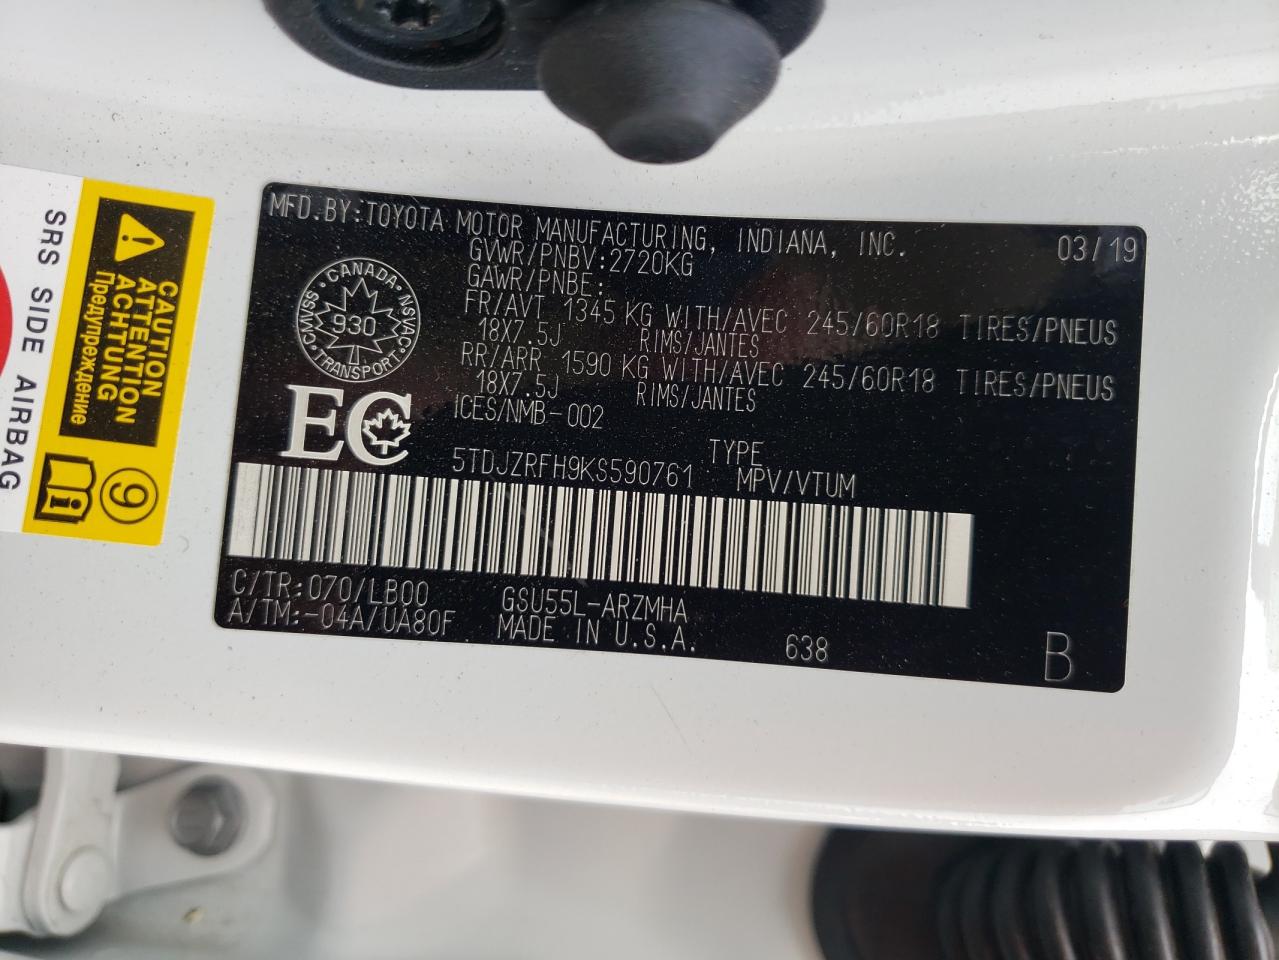 MFD.BY:TOYOTA MOTOR MANUFACTURING, INDIANA, INC. 03/19
GVWR/PNBV:2720KG
GAWR/PNBE:
FR/AVT 1345 KG WITH/AVEC 245/60R18 TIRES/PNEUS
18X7.5J RIMS/JANTES
RR/ARR 1590 KG WITH/AVEC 245/60R18 TIRES/PNEUS
18X7.5J RIMS/JANTES
ICES/NMB-002
CANADA
CMVSS · NSVAC
930
TRANSPORT
EC
TYPE
5TDJZRFH9KS590761 MPV/VTUM
C/TR:070/LB00 GSU55L-ARZMHA
A/TM:-04A/UA80F MADE IN U.S.A. 638 B
CAUTION
ATTENTION
ACHTUNG
Предупреждение
SRS SIDE AIRBAG
i
9